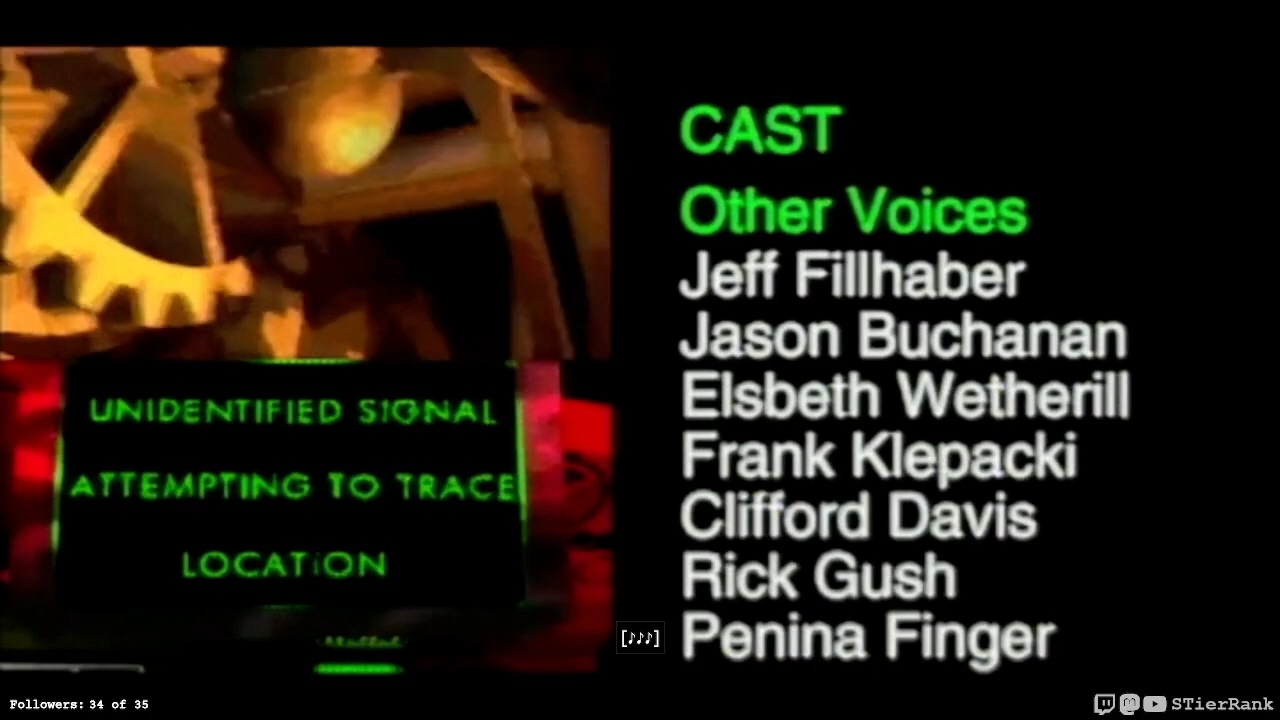 CAST
Other Voices
Jeff Fillhaber
Jason Buchanan
Elsbeth Wetherill
Frank Klepacki
Clifford Davis
Rick Gush
Penina Finger
UNIDENTIFIED SIGNAL
ATTEMPTING TO TRACE
LOCATION
[♪♪♪]
Followers: 34 of 35
STierRank